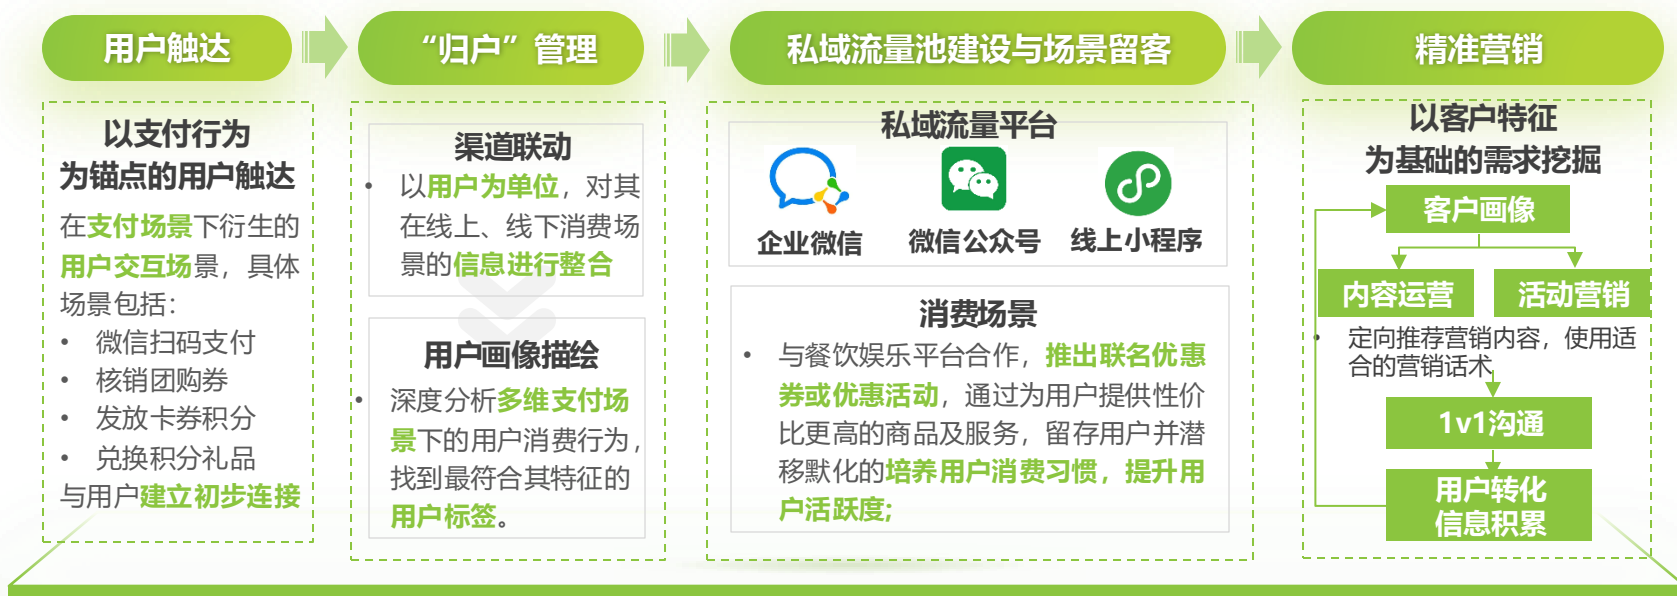 用户触达
“归户”管理
私域流量池建设与场景留客
精准营销
以支付行为
为锚点的用户触达
在支付场景下衍生的
用户交互场景，具体
场景包括：
• 微信扫码支付
• 核销团购券
• 发放卡券积分
• 兑换积分礼品
与用户建立初步连接
渠道联动
• 以用户为单位，对其
在线上、线下消费场
景的信息进行整合
用户画像描绘
• 深度分析多维支付场
景下的用户消费行为，
找到最符合其特征的
用户标签。
私域流量平台
企业微信
微信公众号
线上小程序
消费场景
• 与餐饮娱乐平台合作，推出联名优惠
券或优惠活动，通过为用户提供性价
比更高的商品及服务，留存用户并潜
移默化的培养用户消费习惯，提升用
户活跃度；
以客户特征
为基础的需求挖掘
客户画像
内容运营
活动营销
• 定向推荐营销内容，使用适
合的营销话术
1v1沟通
用户转化
信息积累